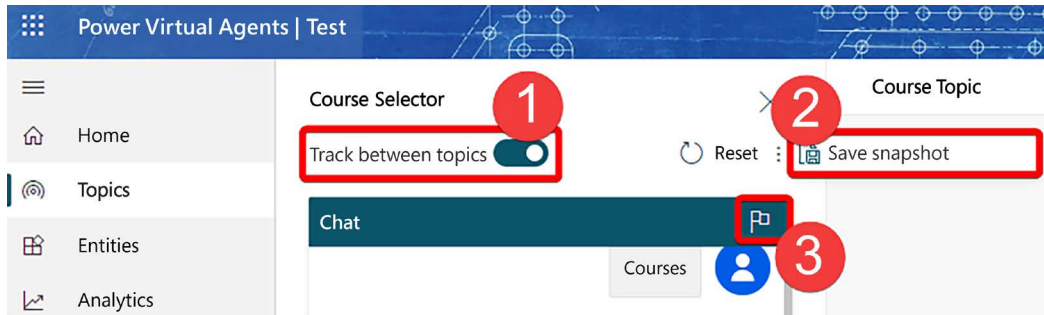 Power Virtual Agents | Test
Home
Topics
Entities
Analytics
Course Selector
1
Track between topics
Reset
Chat
3
Courses
Course Topic
2
Save snapshot